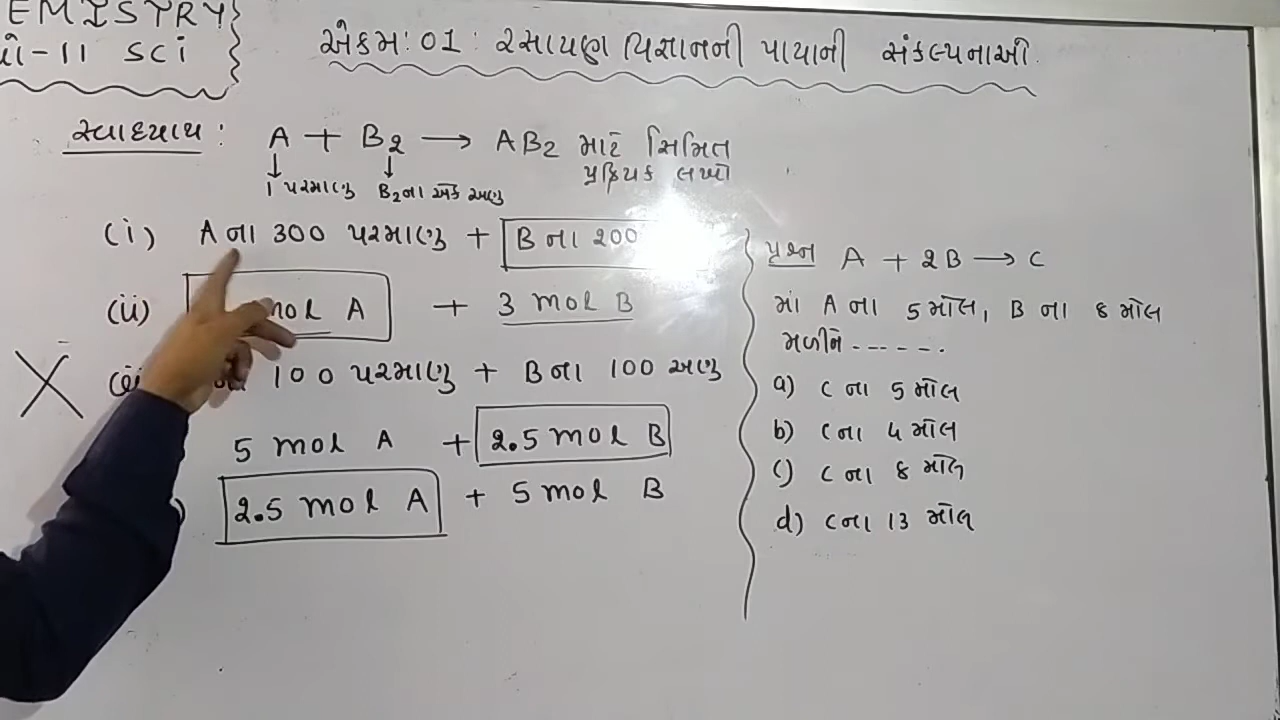 EMISTRY
ધો-11 SCi
એકમ: 01: રસાયણ વિજ્ઞાનની પાયાની સંકલ્પનાઓ.
સ્વાધ્યાય : A + B2 → AB2 માટે સિમિત
પ્રક્રિયક લખો
↓ ↓
1 પરમાણુ B2ના એક અણુ
(i) A ના 300 પરમાણુ + B ના 200
(ii) mol A + 3 mol B
100 પરમાણુ + B ના 100 અણુ
5 mol A + 2.5 mol B
2.5 mol A + 5 mol B
પ્રશ્ન A + 2B → C
માં A ના 5 મોલ, B ના 8 મોલ
મળીને - - - - - .
a) C ના 5 મોલ
b) C ના 4 મોલ
c) C ના 8 મોલ
d) C ના 13 મોલ